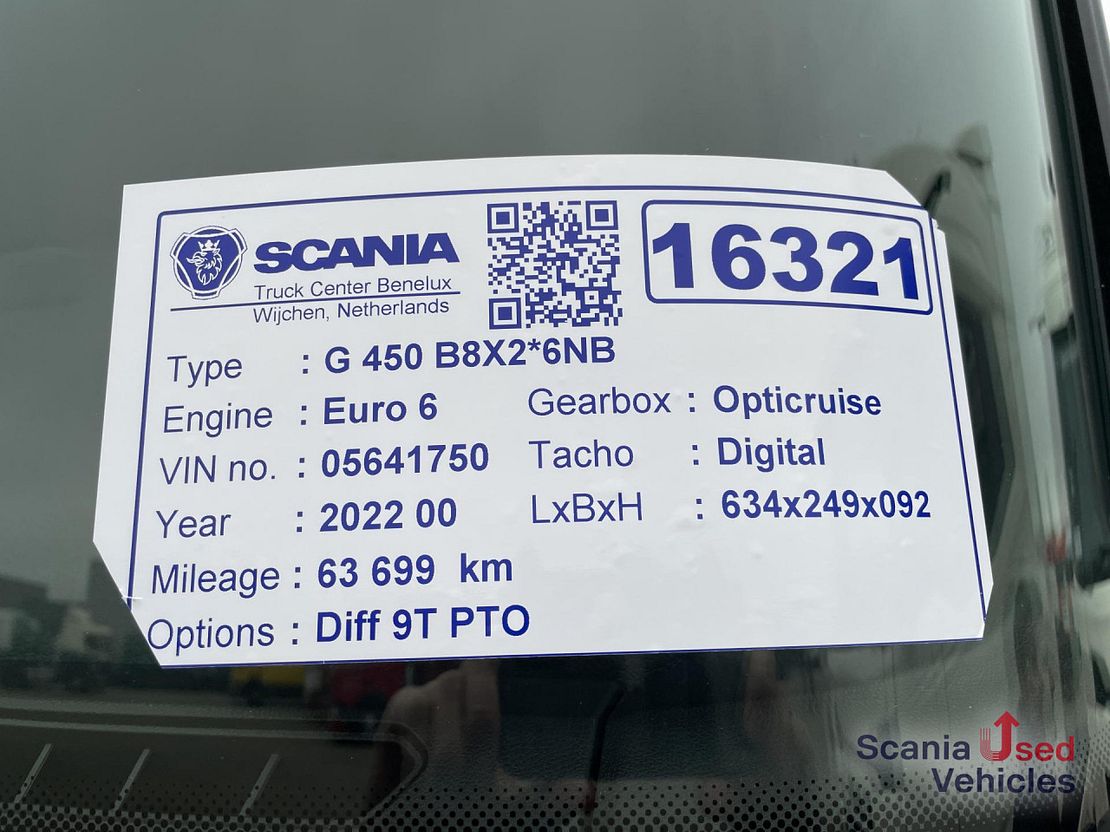 SCANIA
Truck Center Benelux
Wijchen, Netherlands
16321
Type : G 450 B8X2*6NB
Engine : Euro 6 Gearbox : Opticruise
VIN no. : 05641750 Tacho : Digital
Year : 2022 00 LxBxH : 634x249x092
Mileage : 63 699 km
Options : Diff 9T PTO
Scania Used
Vehicles